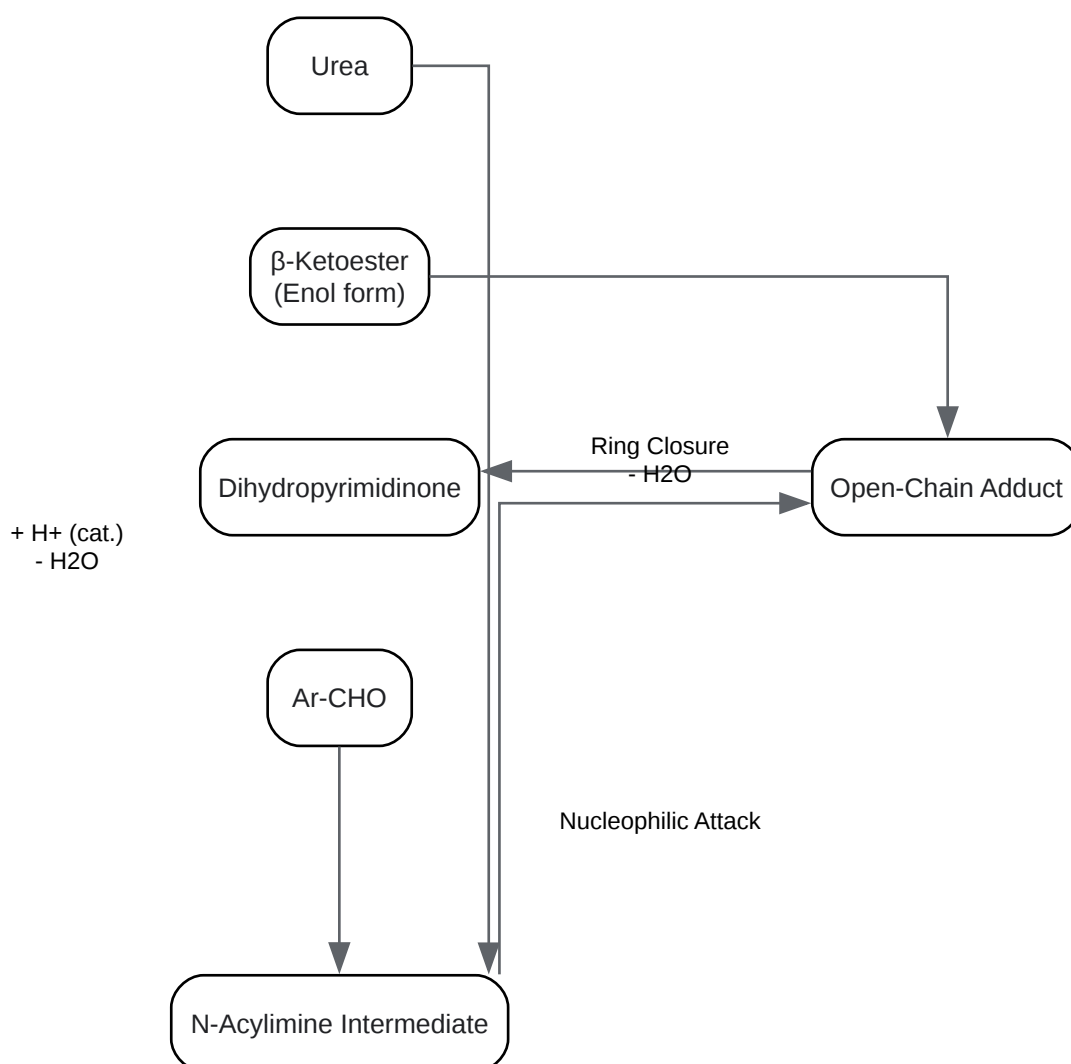 Urea
β-Ketoester
(Enol form)
Ring Closure
- H2O
Dihydropyrimidinone
Open-Chain Adduct
+ H+ (cat.)
- H2O
Ar-CHO
Nucleophilic Attack
N-Acylimine Intermediate